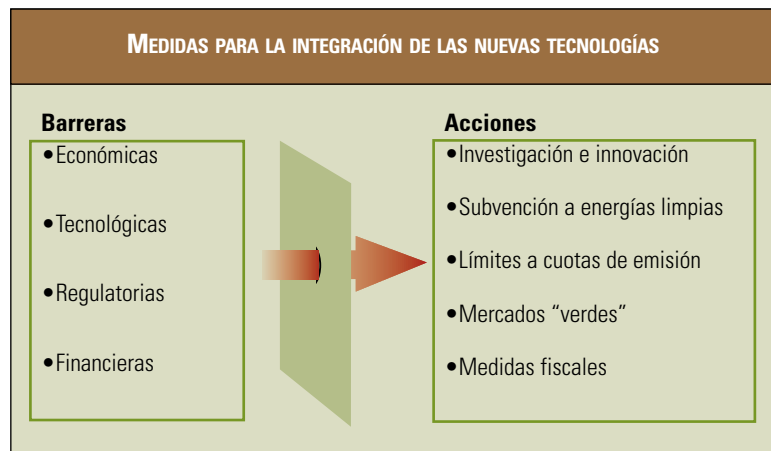 MEDIDAS PARA LA INTEGRACIÓN DE LAS NUEVAS TECNOLOGÍAS
Barreras
•Económicas
•Tecnológicas
•Regulatorias
•Financieras
Acciones
•Investigación e innovación
•Subvención a energías limpias
•Límites a cuotas de emisión
•Mercados “verdes”
•Medidas fiscales